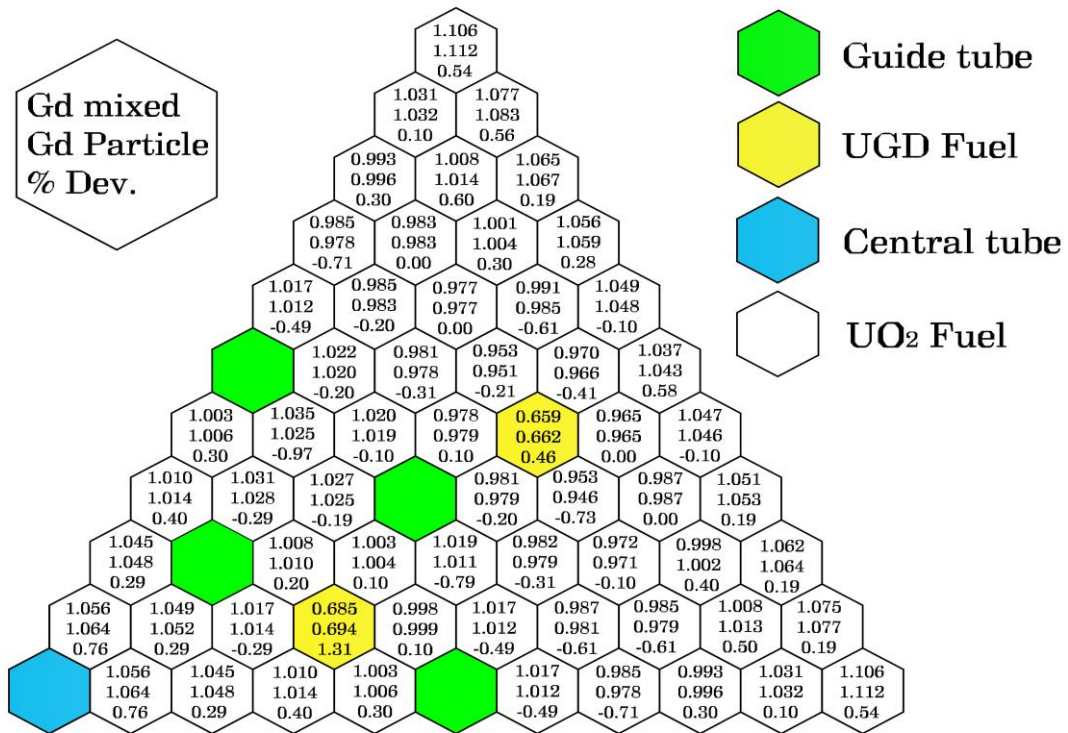 Gd mixed
Gd Particle
% Dev.
Guide tube
UGD Fuel
Central tube
UO₂ Fuel
1.106
1.112
0.54
1.031 1.077
1.032 1.083
0.10 0.56
0.993 1.008 1.065
0.996 1.014 1.067
0.30 0.60 0.19
0.985 0.983 1.001 1.056
0.978 0.983 1.004 1.059
-0.71 0.00 0.30 0.28
1.017 0.985 0.977 0.991 1.049
1.012 0.983 0.977 0.985 1.048
-0.49 -0.20 0.00 -0.61 -0.10
1.022 0.981 0.953 0.970 1.037
1.020 0.978 0.951 0.966 1.043
-0.20 -0.31 -0.21 -0.41 0.58
1.003 1.035 1.020 0.978 0.659 0.965 1.047
1.006 1.025 1.019 0.979 0.662 0.965 1.046
0.30 -0.97 -0.10 0.10 0.46 0.00 -0.10
1.010 1.031 1.027 0.981 0.953 0.987 1.051
1.014 1.028 1.025 0.979 0.946 0.987 1.053
0.40 -0.29 -0.19 -0.20 -0.73 0.00 0.19
1.045 1.008 1.003 1.019 0.982 0.972 0.998 1.062
1.048 1.010 1.004 1.011 0.979 0.971 1.002 1.064
0.29 0.20 0.10 -0.79 -0.31 -0.10 0.40 0.19
1.056 1.049 1.017 0.685 0.998 1.017 0.987 0.985 1.008 1.075
1.064 1.052 1.014 0.694 0.999 1.012 0.981 0.979 1.013 1.077
0.76 0.29 -0.29 1.31 0.10 -0.49 -0.61 -0.61 0.50 0.19
1.056 1.045 1.010 1.003 1.017 0.985 0.993 1.031 1.106
1.064 1.048 1.014 1.006 1.012 0.978 0.996 1.032 1.112
0.76 0.29 0.40 0.30 -0.49 -0.71 0.30 0.10 0.54